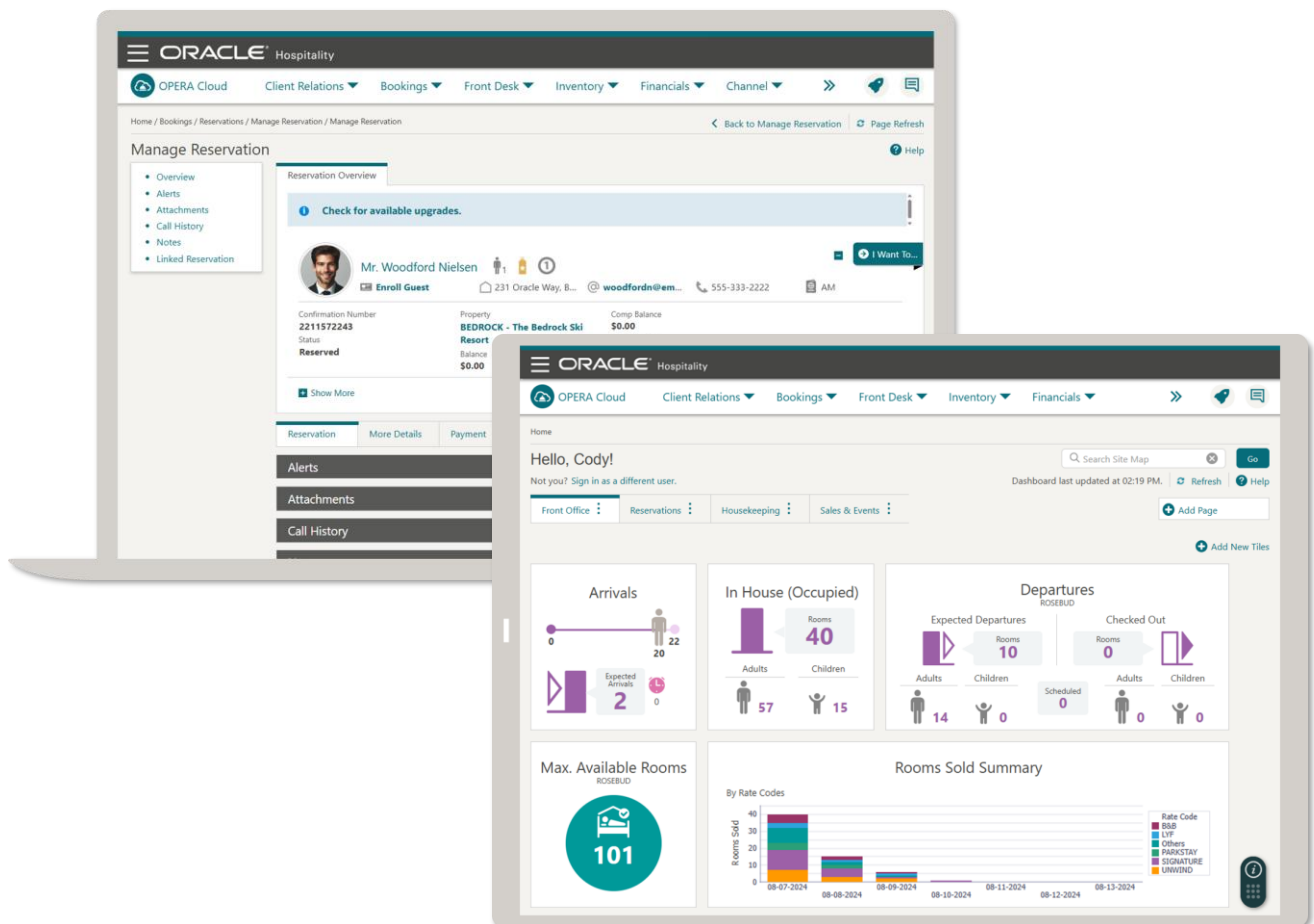 ORACLE Hospitality
OPERA Cloud Client Relations Bookings Front Desk Inventory Financials Channel
Home / Bookings / Reservations / Manage Reservation / Manage Reservation
Back to Manage Reservation Page Refresh
Manage Reservation
Help
Overview
Alerts
Attachments
Call History
Notes
Linked Reservation
Reservation Overview
Check for available upgrades.
Mr. Woodford Nielsen 1 1
I Want To...
Enroll Guest 231 Oracle Way, B... woodfordn@em... 555-333-2222 AM
Confirmation Number Property Comp Balance
2211572243 BEDROCK - The Bedrock Ski $0.00
Status Resort
Reserved Balance
$0.00
Show More
Reservation More Details Payment
Alerts
Attachments
Call History
ORACLE Hospitality
OPERA Cloud Client Relations Bookings Front Desk Inventory Financials
Home
Hello, Cody!
Search Site Map Go
Not you? Sign in as a different user.
Dashboard last updated at 02:19 PM. Refresh Help
Front Office Reservations Housekeeping Sales & Events
Add Page
Add New Tiles
Arrivals
0 22
20
Expected
Arrivals
2
0
In House (Occupied)
Rooms
40
Adults Children
57 15
Departures
ROSEBUD
Expected Departures Checked Out
Rooms Rooms
10 0
Adults Children Adults Children
Scheduled
0
14 0 0 0
Max. Available Rooms
ROSEBUD
101
Rooms Sold Summary
By Rate Codes
Rooms Sold
40
30
20
10
0
08-07-2024 08-08-2024 08-09-2024 08-10-2024 08-11-2024 08-12-2024 08-13-2024
Rate Code
B&B
LYF
Others
PARKSTAY
SIGNATURE
UNWIND